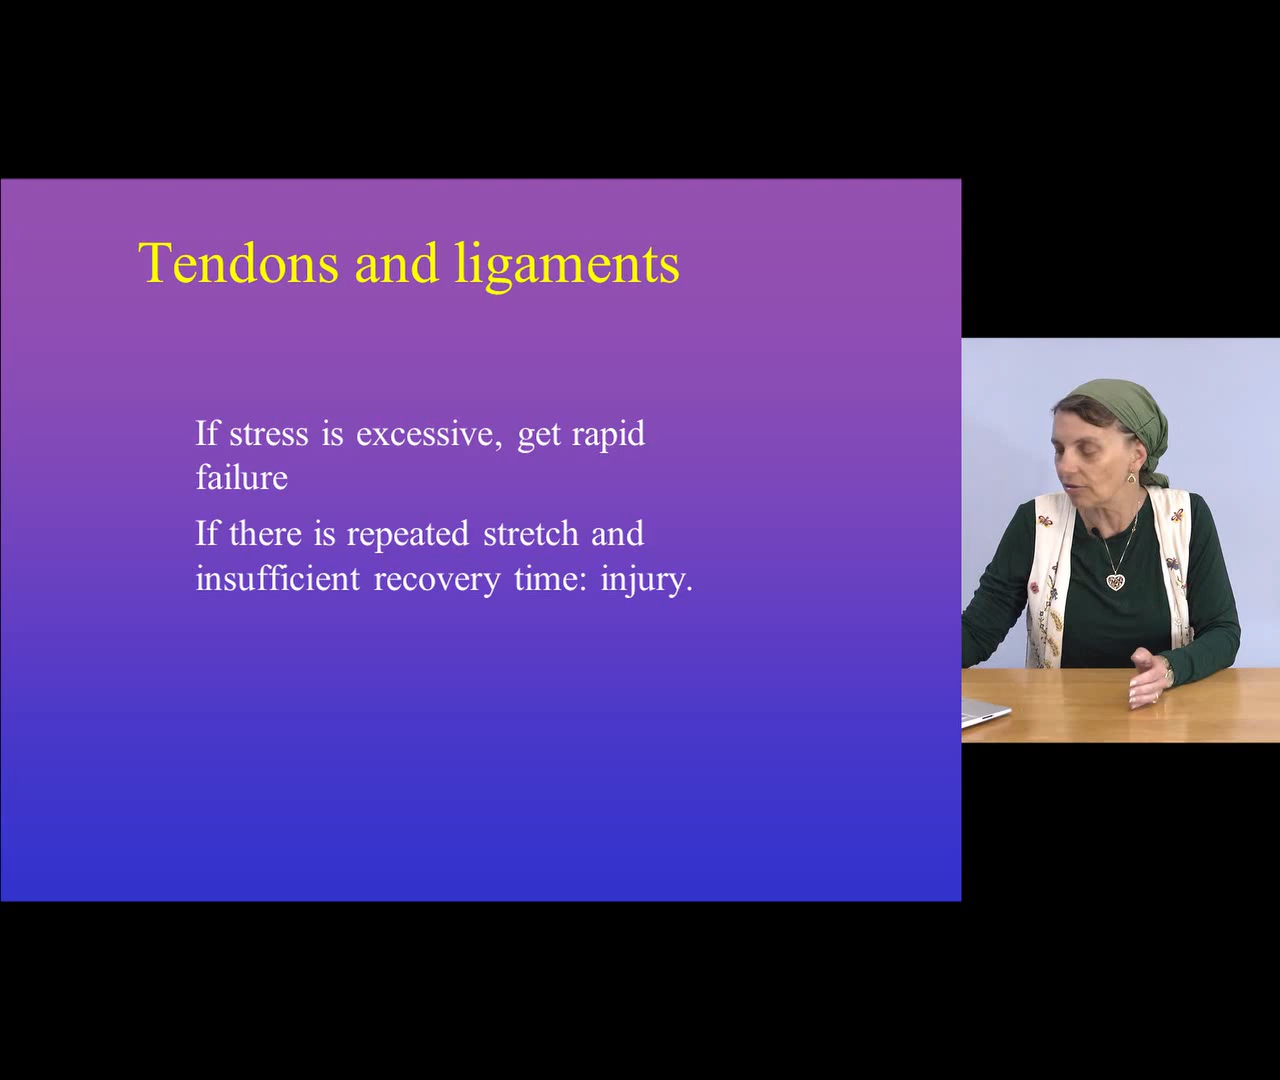 Tendons and ligaments
If stress is excessive, get rapid
failure
If there is repeated stretch and
insufficient recovery time: injury.